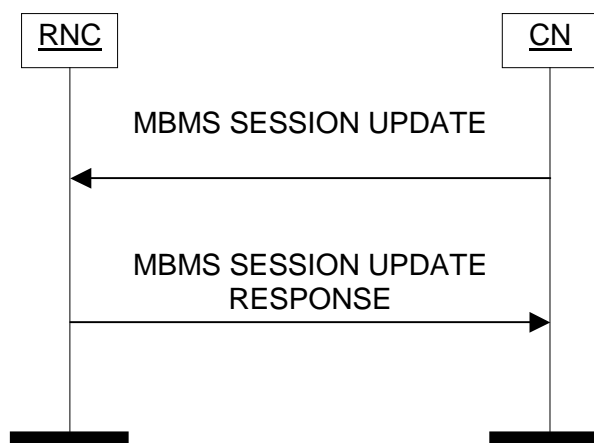 RNC
CN
MBMS SESSION UPDATE
MBMS SESSION UPDATE
RESPONSE